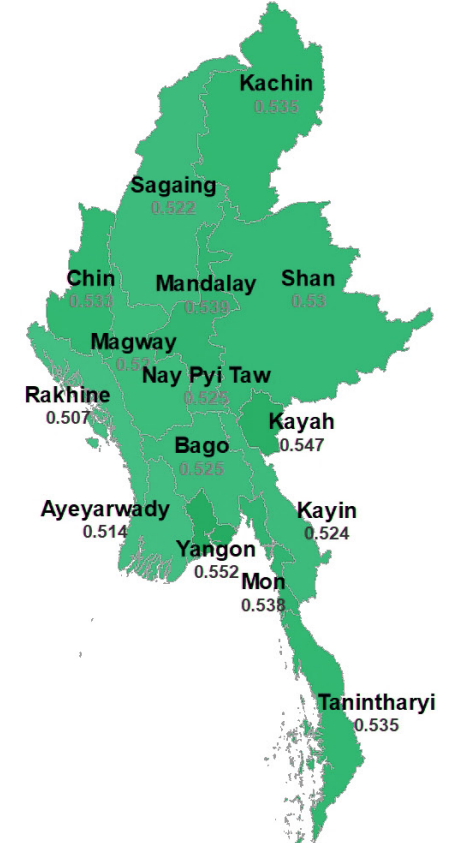 Kachin
0.535
Sagaing
0.522
Chin
0.533
Mandalay
0.539
Shan
0.53
Magway
Nay Pyi Taw
0.525
Rakhine
0.507
Kayah
0.547
Bago
0.525
Ayeyarwady
0.514
Kayin
0.524
Yangon
0.552
Mon
0.538
Tanintharyi
0.535